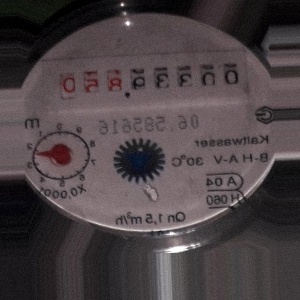 00339850
m
06.585616
Kaltwasser
B-H-A-V 30°C
A 04
H 060
X0,0001
Qn 1,5 m³/h